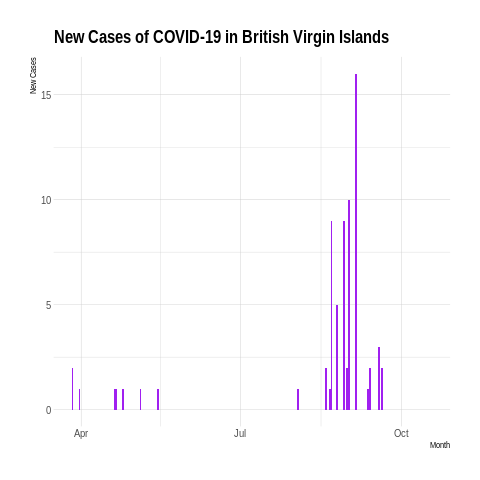 New Cases of COVID-19 in British Virgin Islands
New Cases
15
10
5
0
Apr Jul Oct
Month